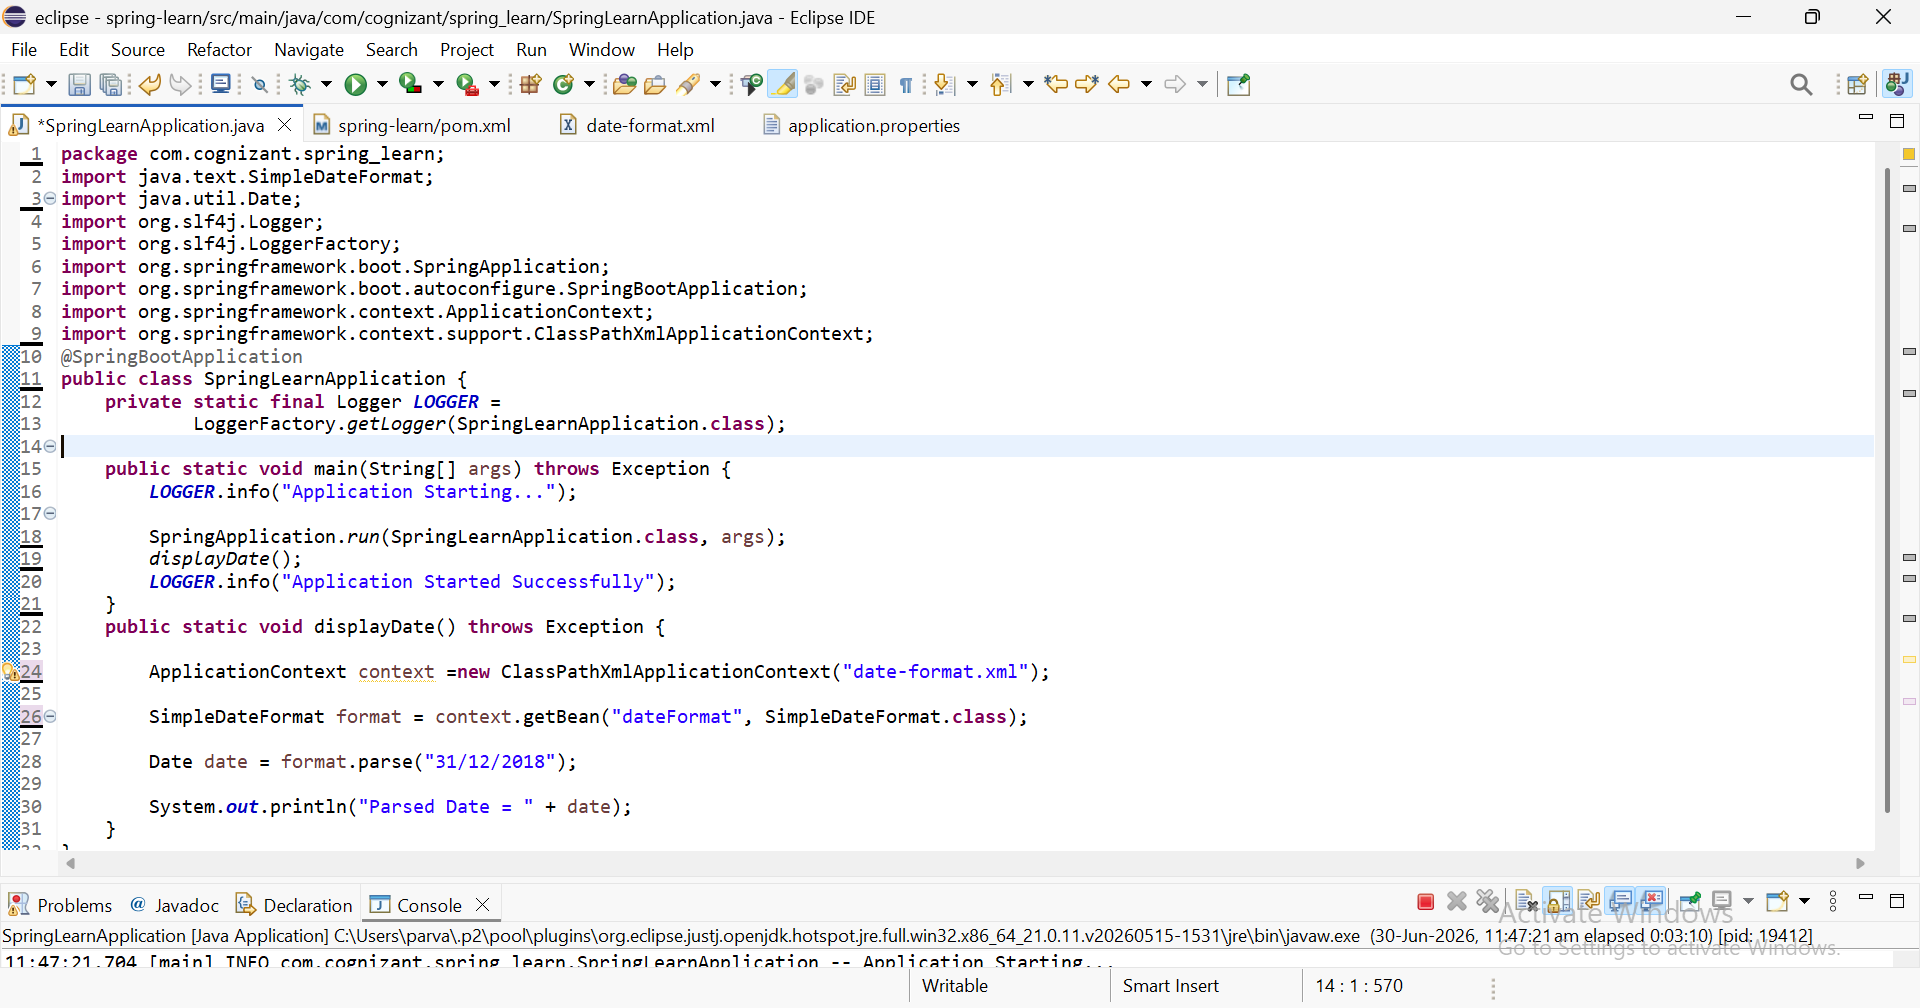 eclipse - spring-learn/src/main/java/com/cognizant/spring_learn/SpringLearnApplication.java - Eclipse IDE
File Edit Source Refactor Navigate Search Project Run Window Help
*SpringLearnApplication.java spring-learn/pom.xml date-format.xml application.properties
1 package com.cognizant.spring_learn;
2 import java.text.SimpleDateFormat;
3 import java.util.Date;
4 import org.slf4j.Logger;
5 import org.slf4j.LoggerFactory;
6 import org.springframework.boot.SpringApplication;
7 import org.springframework.boot.autoconfigure.SpringBootApplication;
8 import org.springframework.context.ApplicationContext;
9 import org.springframework.context.support.ClassPathXmlApplicationContext;
10 @SpringBootApplication
11 public class SpringLearnApplication {
12 private static final Logger LOGGER =
13 LoggerFactory.getLogger(SpringLearnApplication.class);
14
15 public static void main(String[] args) throws Exception {
16 LOGGER.info("Application Starting...");
17
18 SpringApplication.run(SpringLearnApplication.class, args);
19 displayDate();
20 LOGGER.info("Application Started Successfully");
21 }
22 public static void displayDate() throws Exception {
23
24 ApplicationContext context =new ClassPathXmlApplicationContext("date-format.xml");
25
26 SimpleDateFormat format = context.getBean("dateFormat", SimpleDateFormat.class);
27
28 Date date = format.parse("31/12/2018");
29
30 System.out.println("Parsed Date = " + date);
31 }
Problems Javadoc Declaration Console
Activate Windows
SpringLearnApplication [Java Application] C:\Users\parva\.p2\pool\plugins\org.eclipse.justj.openjdk.hotspot.jre.full.win32.x86_64_21.0.11.v20260515-1531\jre\bin\javaw.exe (30-Jun-2026, 11:47:21 am elapsed 0:03:10) [pid: 19412]
Go to Settings to activate Windows.
11:47:21.704 [main] INFO com.cognizant.spring_learn.SpringLearnApplication -- Application Starting...
Writable Smart Insert 14 : 1 : 570